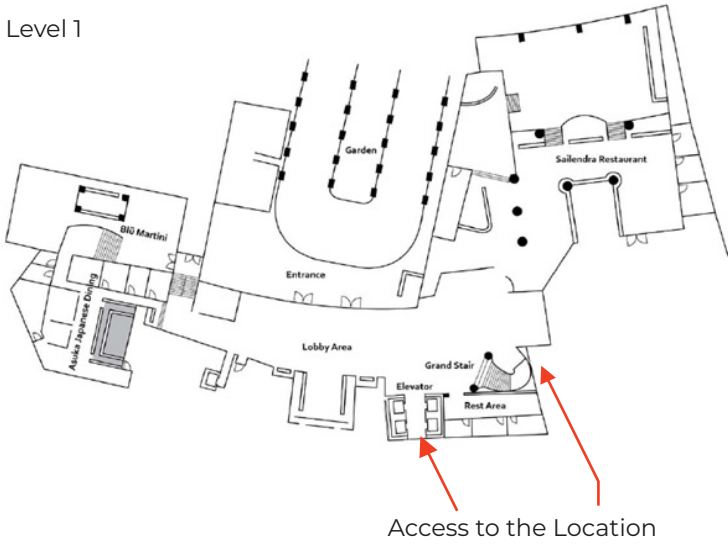 Level 1
Garden
Sailendra Restaurant
Blū Martini
Entrance
Asuka Japanese Dining
Lobby Area
Grand Stair
Elevator
Rest Area
Access to the Location